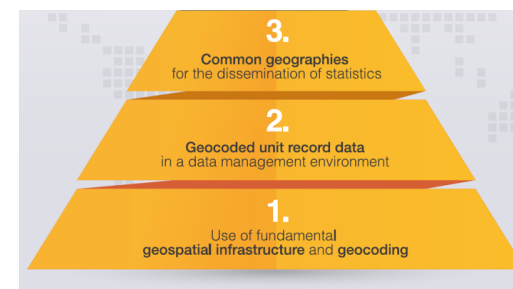 3.
Common geographies
for the dissemination of statistics
2.
Geocoded unit record data
in a data management environment
1.
Use of fundamental
geospatial infrastructure and geocoding